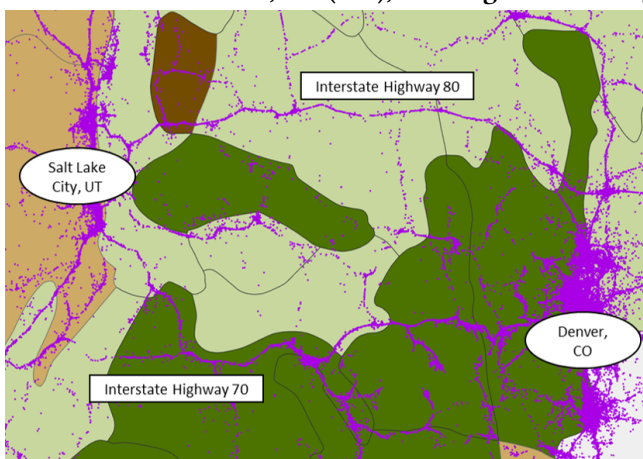 Interstate Highway 80
Salt Lake
City, UT
Denver,
CO
Interstate Highway 70